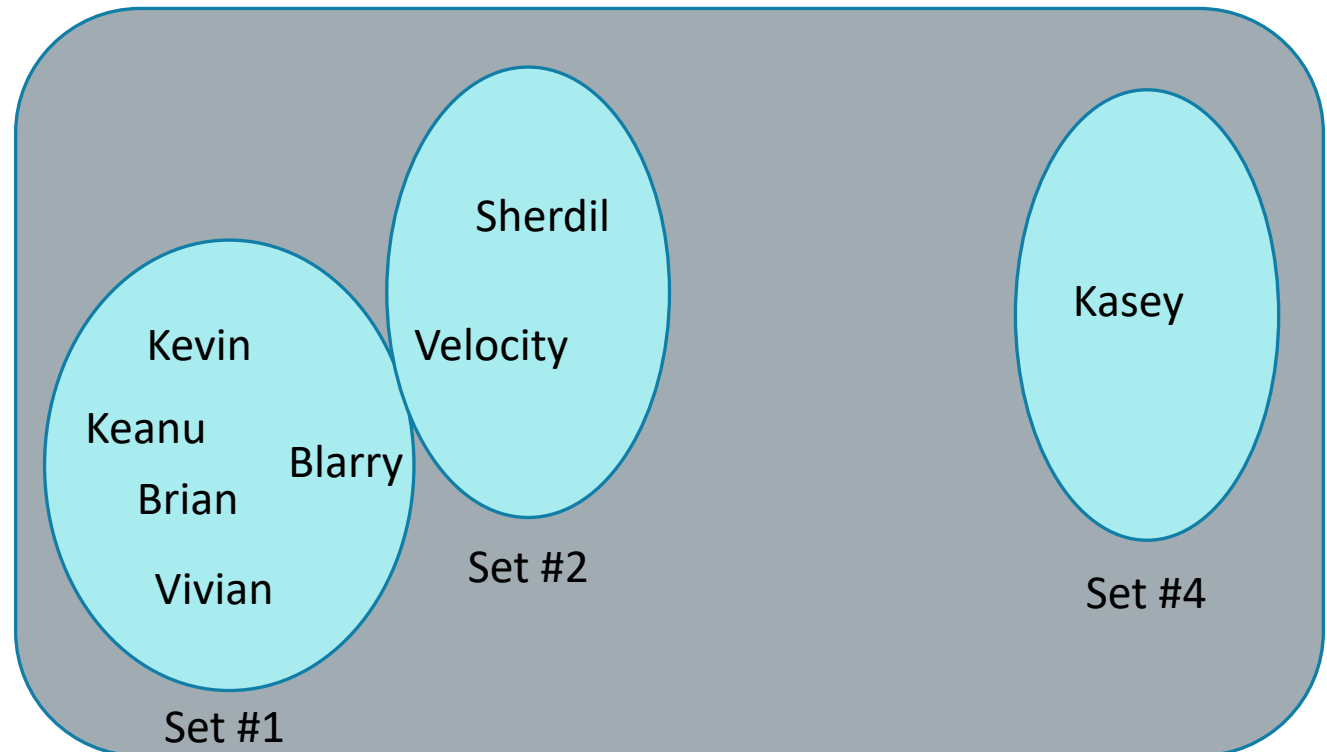 Kevin
Keanu
Blarry
Brian
Vivian
Set #1
Sherdil
Velocity
Set #2
Kasey
Set #4